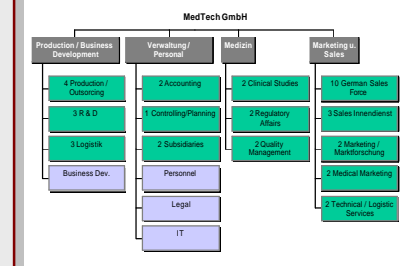 MedTech GmbH
Production / Business
Development
Verwaltung /
Personal
Medizin
Marketing u.
Sales
4 Production /
Outsorcing
3 R & D
3 Logistik
Business Dev.
2 Accounting
1 Controlling/Planning
2 Subsidiaries
Personnel
Legal
IT
2 Clinical Studies
2 Regulatory
Affairs
2 Quality
Management
10 German Sales
Force
3 Sales Innendienst
2 Marketing /
Marktforschung
2 Medical Marketing
2 Technical / Logistic
Services